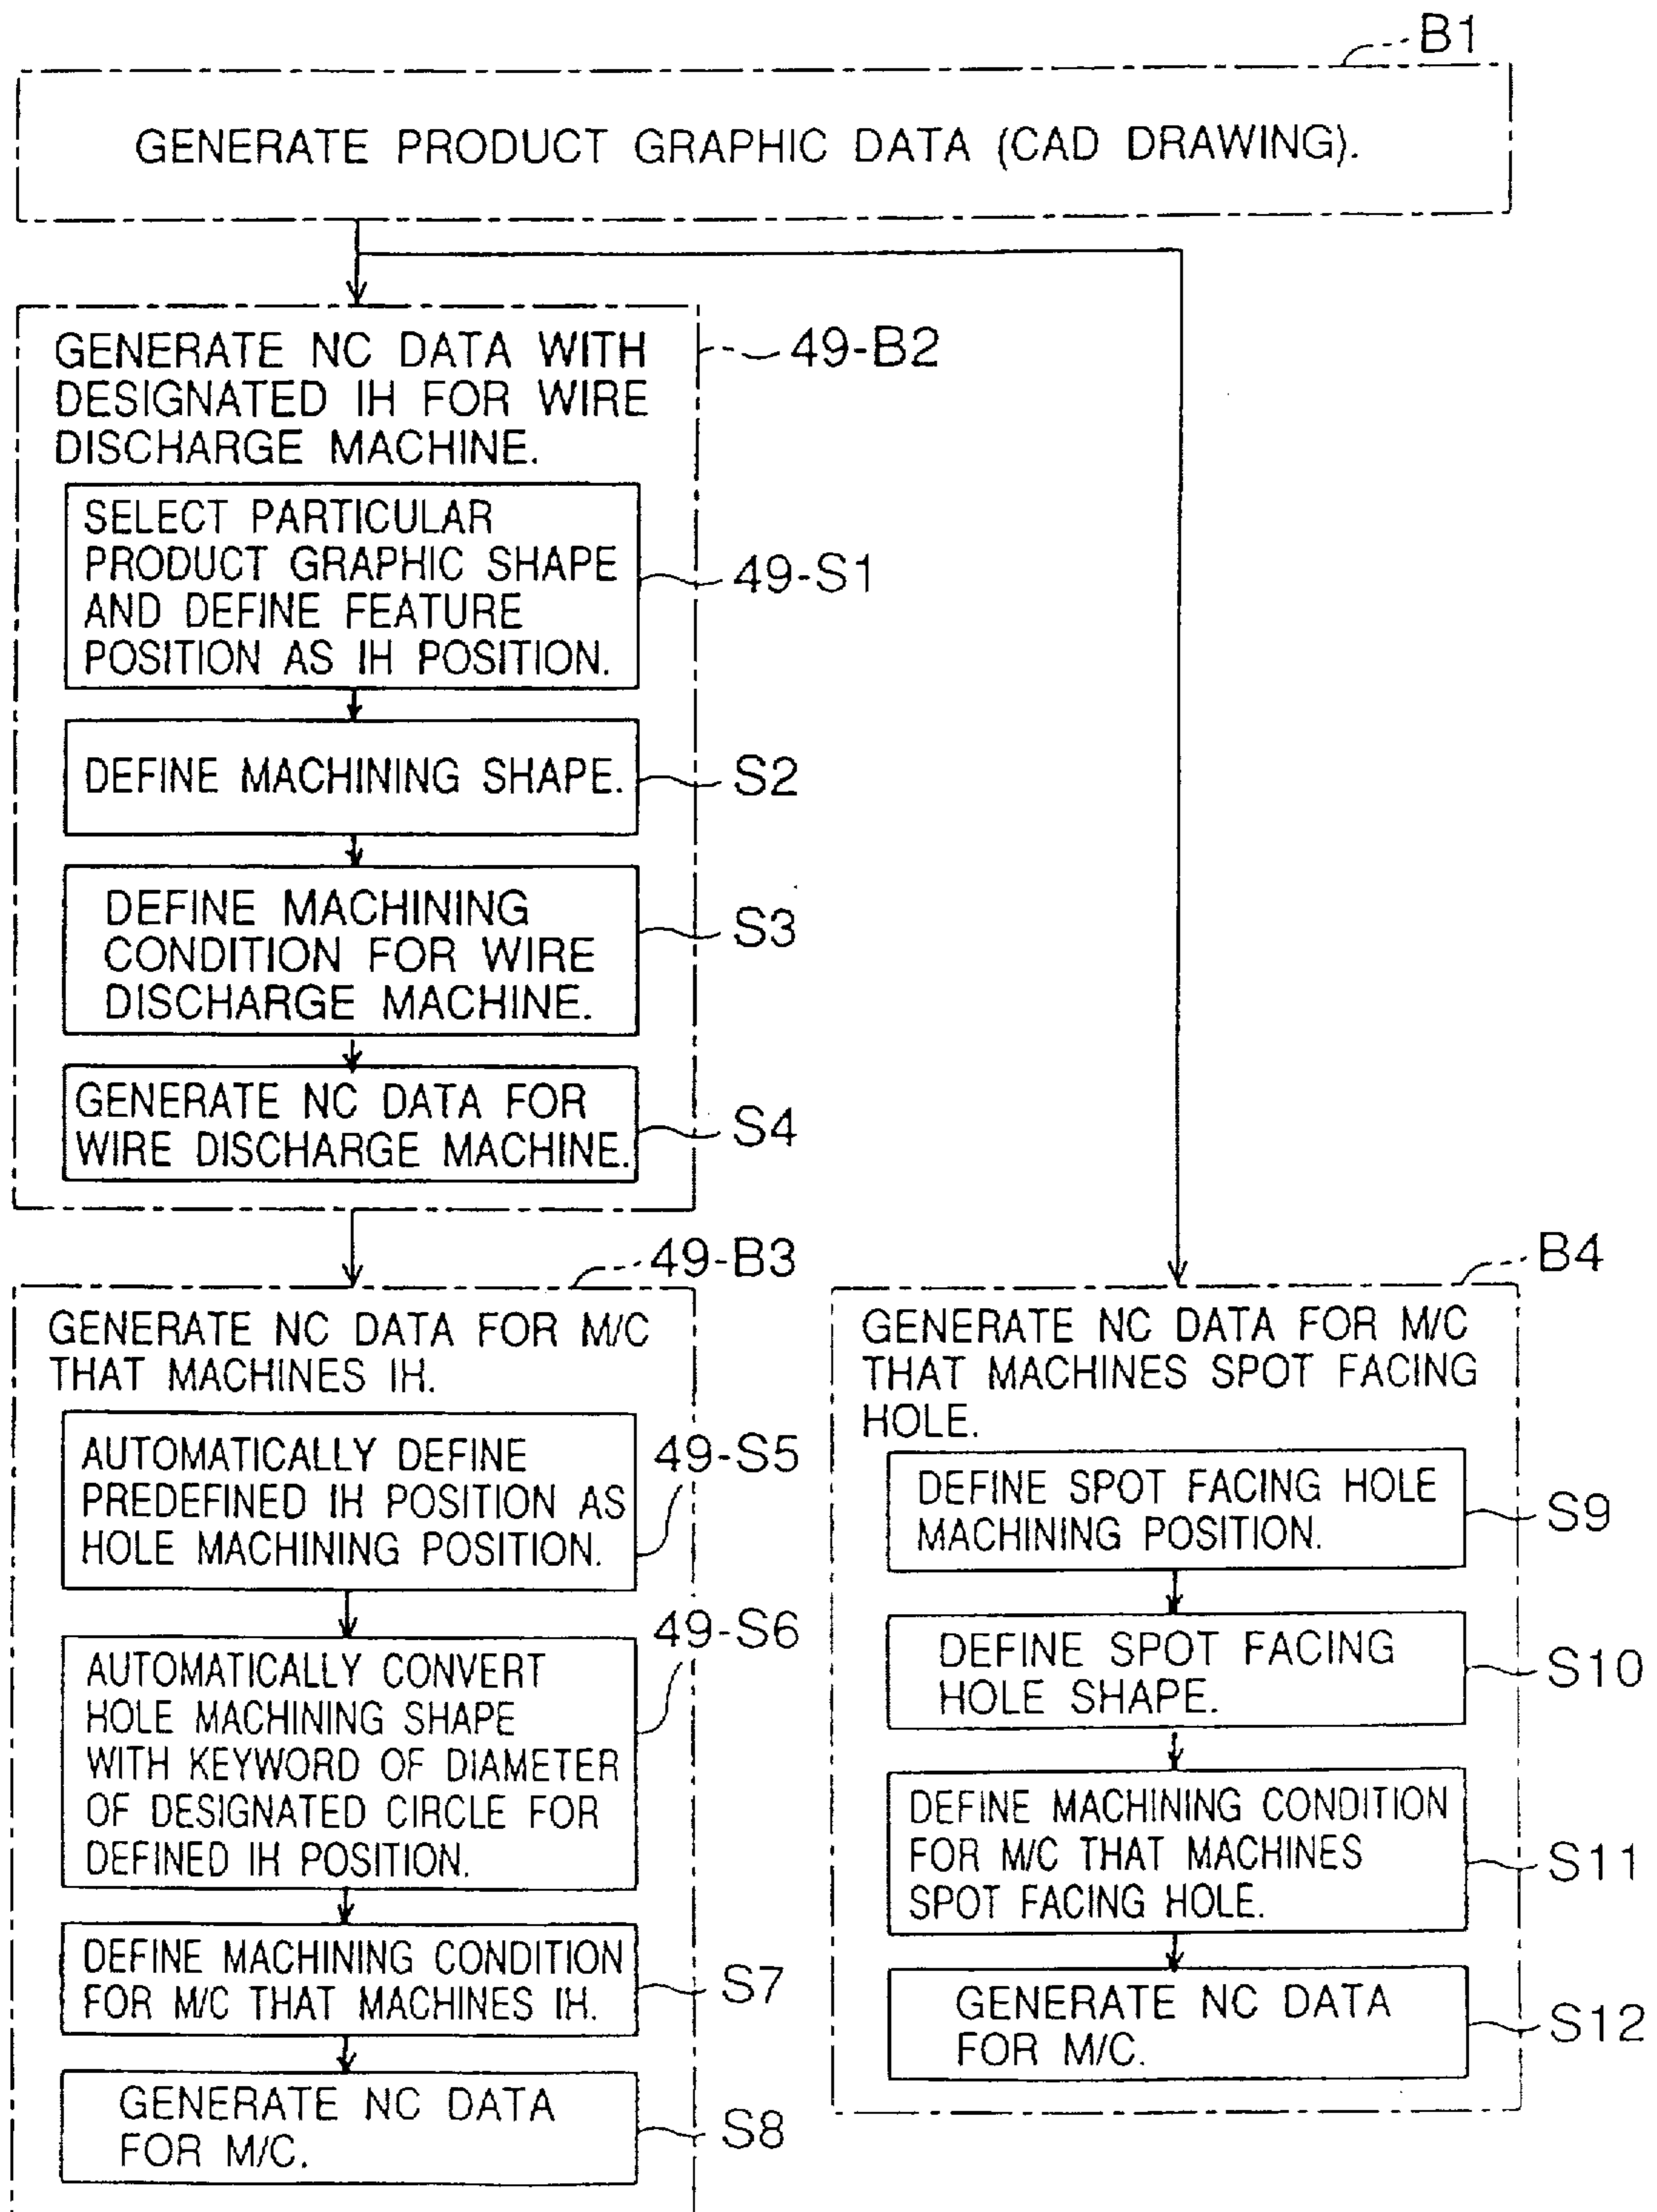 B1
GENERATE PRODUCT GRAPHIC DATA (CAD DRAWING).
GENERATE NC DATA WITH
DESIGNATED IH FOR WIRE
DISCHARGE MACHINE.
49-B2
SELECT PARTICULAR
PRODUCT GRAPHIC SHAPE
AND DEFINE FEATURE
POSITION AS IH POSITION.
49-S1
DEFINE MACHINING SHAPE.
S2
DEFINE MACHINING
CONDITION FOR WIRE
DISCHARGE MACHINE.
S3
GENERATE NC DATA FOR
WIRE DISCHARGE MACHINE.
S4
49-B3
GENERATE NC DATA FOR M/C
THAT MACHINES IH.
AUTOMATICALLY DEFINE
PREDEFINED IH POSITION AS
HOLE MACHINING POSITION.
49-S5
AUTOMATICALLY CONVERT
HOLE MACHINING SHAPE
WITH KEYWORD OF DIAMETER
OF DESIGNATED CIRCLE FOR
DEFINED IH POSITION.
49-S6
DEFINE MACHINING CONDITION
FOR M/C THAT MACHINES IH.
S7
GENERATE NC DATA
FOR M/C.
S8
B4
GENERATE NC DATA FOR M/C
THAT MACHINES SPOT FACING
HOLE.
DEFINE SPOT FACING HOLE
MACHINING POSITION.
S9
DEFINE SPOT FACING
HOLE SHAPE.
S10
DEFINE MACHINING CONDITION
FOR M/C THAT MACHINES
SPOT FACING HOLE.
S11
GENERATE NC DATA
FOR M/C.
S12